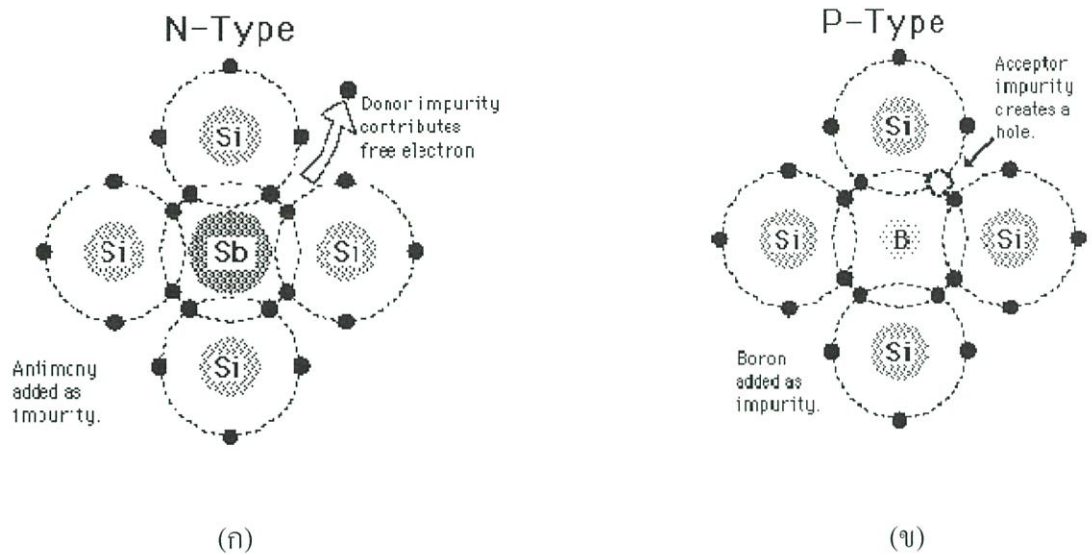 N-Type
Si
Donor impurity
contributes
free electron
Si
Sb
Si
Si
Antimony
added as
impurity.
(ก)
P-Type
Acceptor
impurity
creates a
hole.
Si
Si
B
Si
Si
Boron
added as
impurity.
(ข)